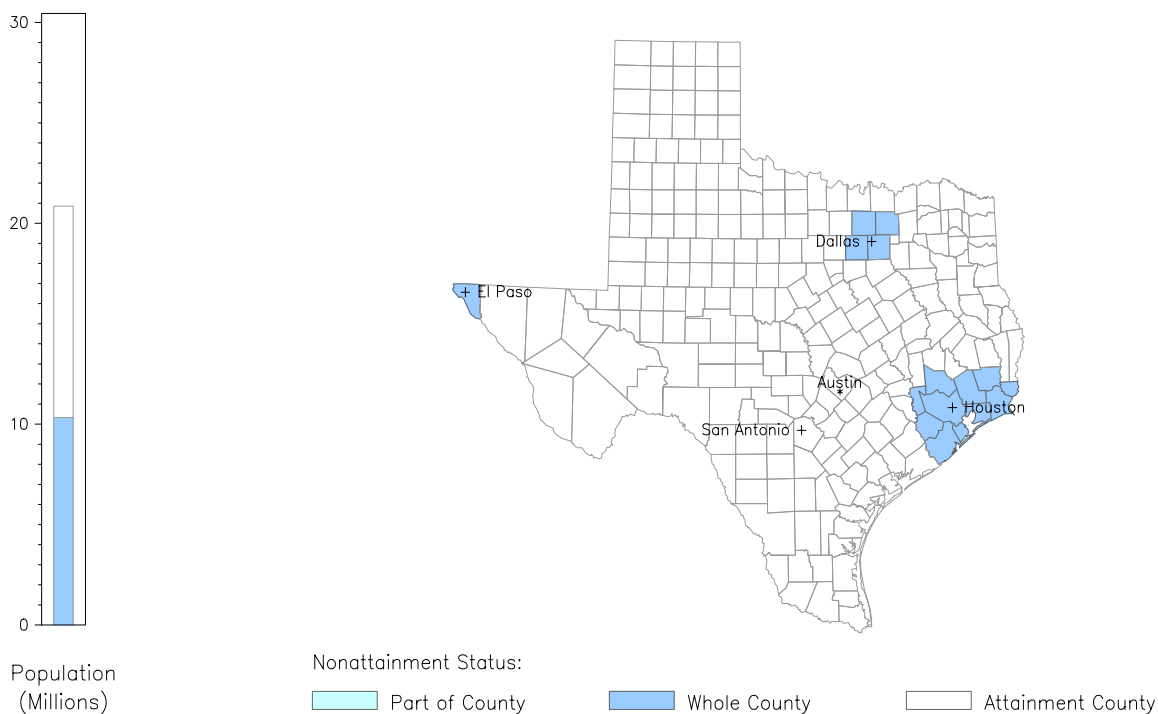 30
20
10
0
Population
(Millions)
Dallas
El Paso
Austin
Houston
San Antonio
Nonattainment Status:
Part of County
Whole County
Attainment County